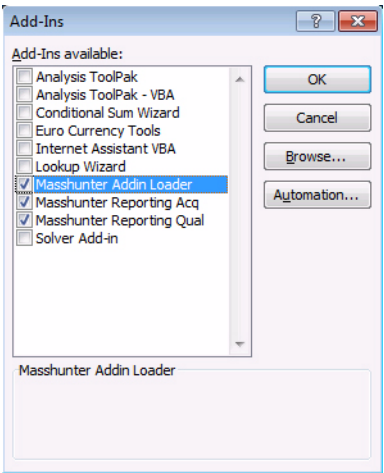 Add-Ins
Add-Ins available:
Analysis ToolPak
Analysis ToolPak - VBA
Conditional Sum Wizard
Euro Currency Tools
Internet Assistant VBA
Lookup Wizard
Masshunter Addin Loader
Masshunter Reporting Acq
Masshunter Reporting Qual
Solver Add-in
OK
Cancel
Browse...
Automation...
Masshunter Addin Loader